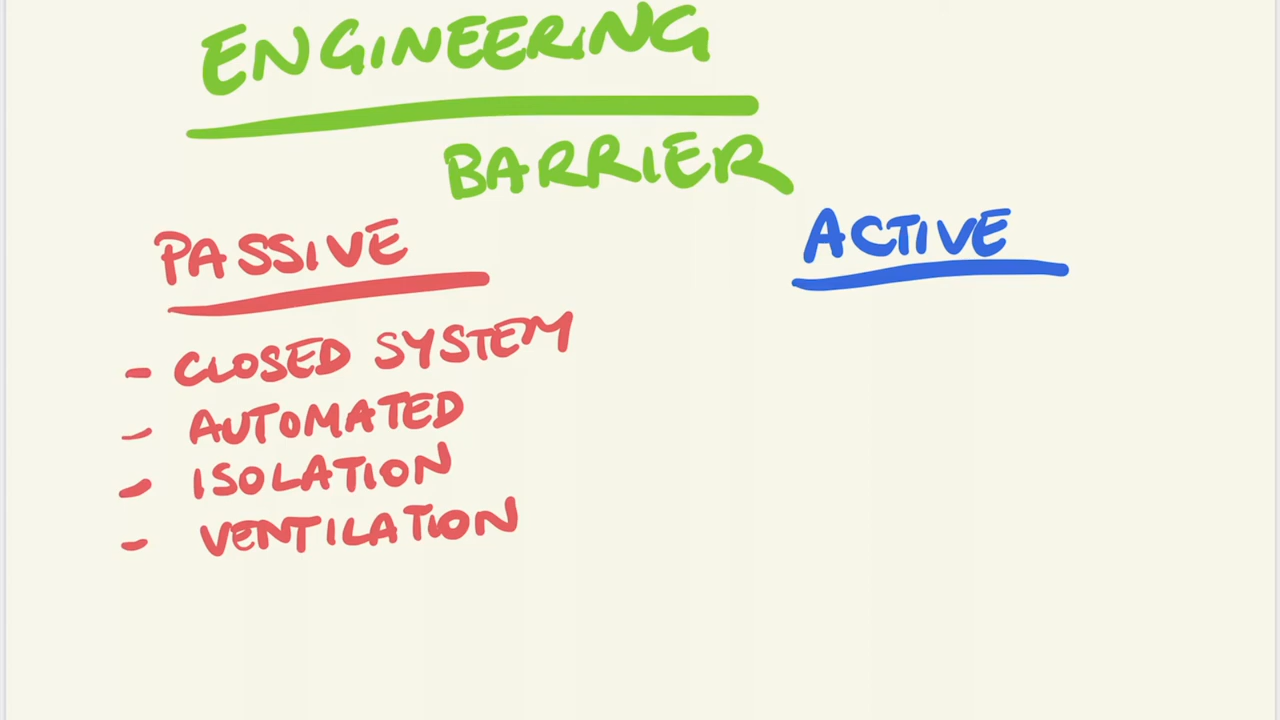 ENGINEERING
BARRIER
PASSIVE
ACTIVE
- CLOSED SYSTEM
- AUTOMATED
- ISOLATION
- VENTILATION